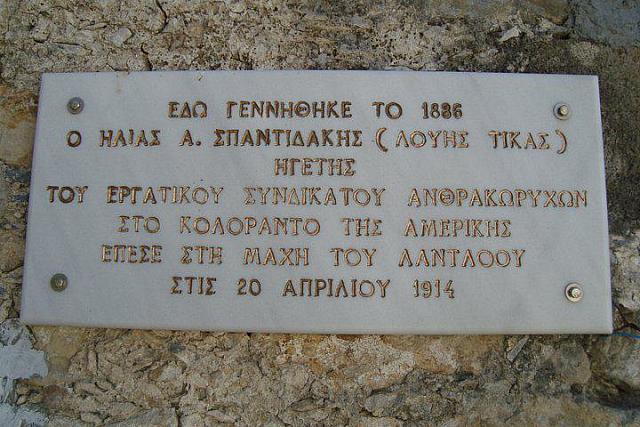 ΕΔΩ ΓΕΝΝΗΘΗΚΕ ΤΟ 1886
Ο ΗΛΙΑΣ Α. ΣΠΑΝΤΙΔΑΚΗΣ (ΛΟΥΗΣ ΤΙΚΑΣ)
ΗΓΕΤΗΣ
ΤΟΥ ΕΡΓΑΤΙΚΟΥ ΣΥΝΔΙΚΑΤΟΥ ΑΝΘΡΑΚΩΡΥΧΩΝ
ΣΤΟ ΚΟΛΟΡΑΝΤΟ ΤΗΣ ΑΜΕΡΙΚΗΣ
ΕΠΕΣΕ ΣΤΗ ΜΑΧΗ ΤΟΥ ΛΑΝΤΛΟΟΥ
ΣΤΙΣ 20 ΑΠΡΙΛΙΟΥ 1914